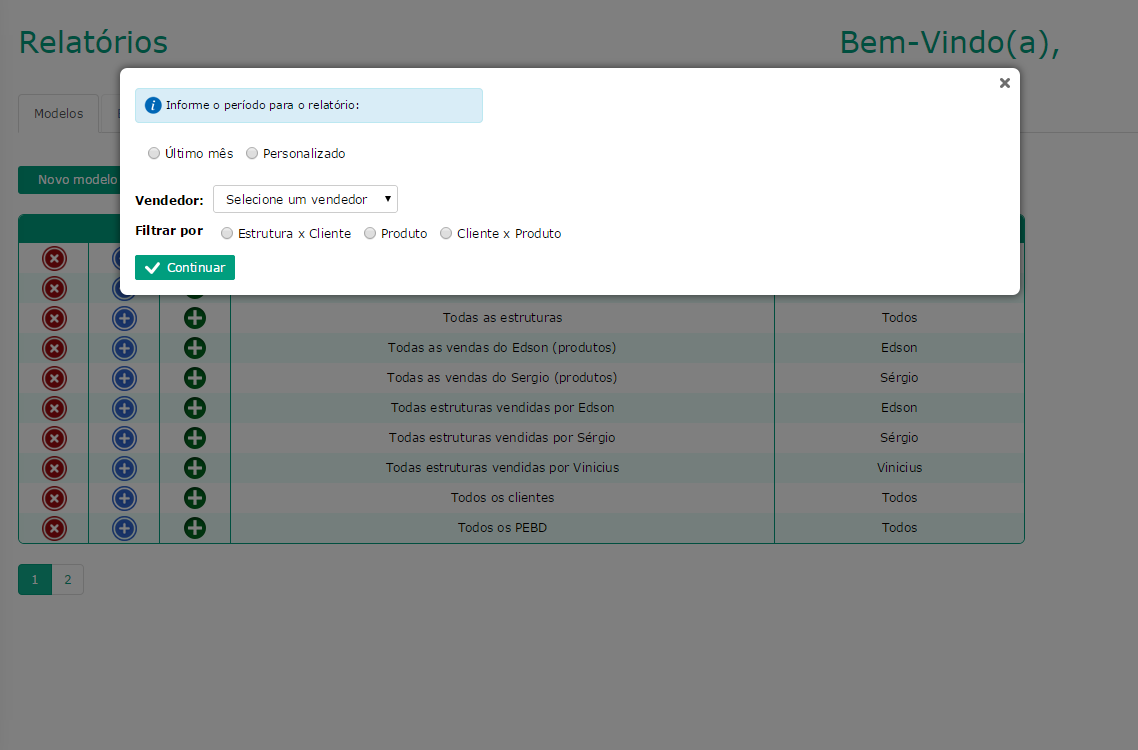 Relatórios
Bem-Vindo(a),
Informe o período para o relatório:
Modelos
Último mês Personalizado
Novo modelo
Vendedor: Selecione um vendedor
Filtrar por Estrutura x Cliente Produto Cliente x Produto
Continuar
Todas as estruturas Todos
Todas as vendas do Edson (produtos) Edson
Todas as vendas do Sergio (produtos) Sérgio
Todas estruturas vendidas por Edson Edson
Todas estruturas vendidas por Sérgio Sérgio
Todas estruturas vendidas por Vinicius Vinicius
Todos os clientes Todos
Todos os PEBD Todos
1 2